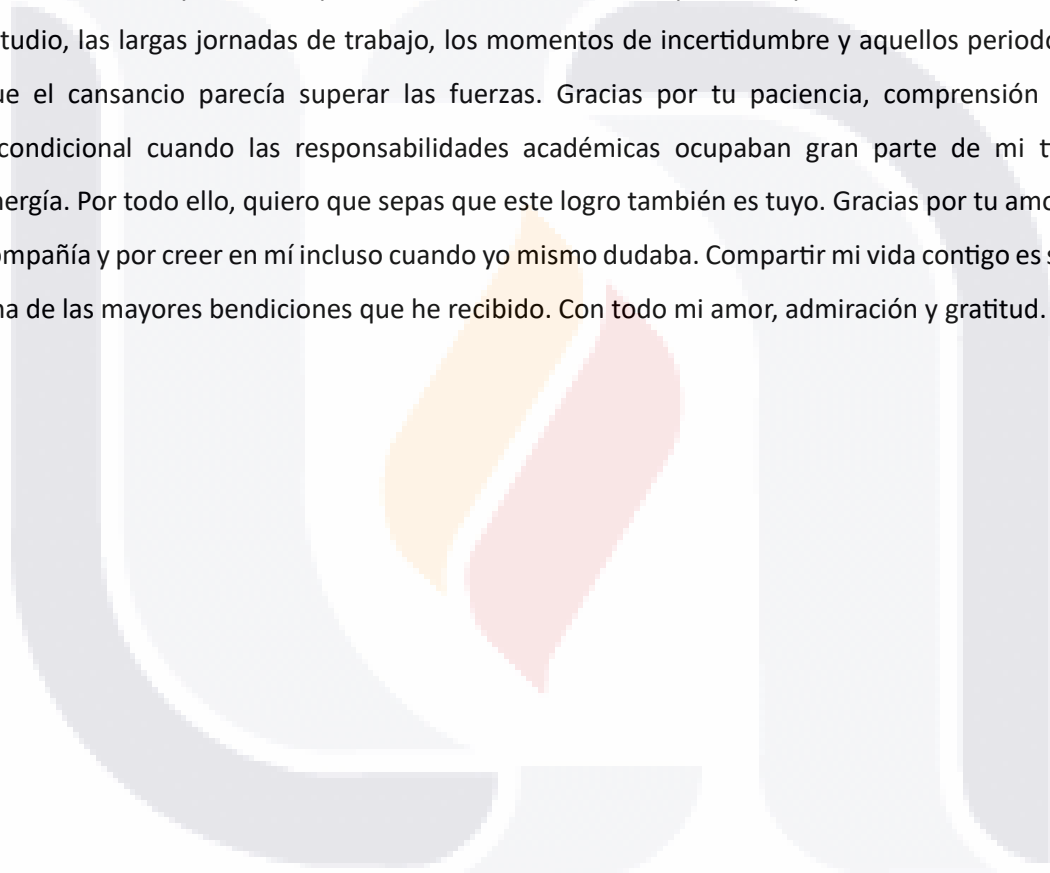 tudio, las largas jornadas de trabajo, los momentos de incertidumbre y aquellos periodo
ue el cansancio parecía superar las fuerzas. Gracias por tu paciencia, comprensión
condicional cuando las responsabilidades académicas ocupaban gran parte de mi t
nergía. Por todo ello, quiero que sepas que este logro también es tuyo. Gracias por tu amo
ompañía y por creer en mí incluso cuando yo mismo dudaba. Compartir mi vida contigo es s
na de las mayores bendiciones que he recibido. Con todo mi amor, admiración y gratitud.